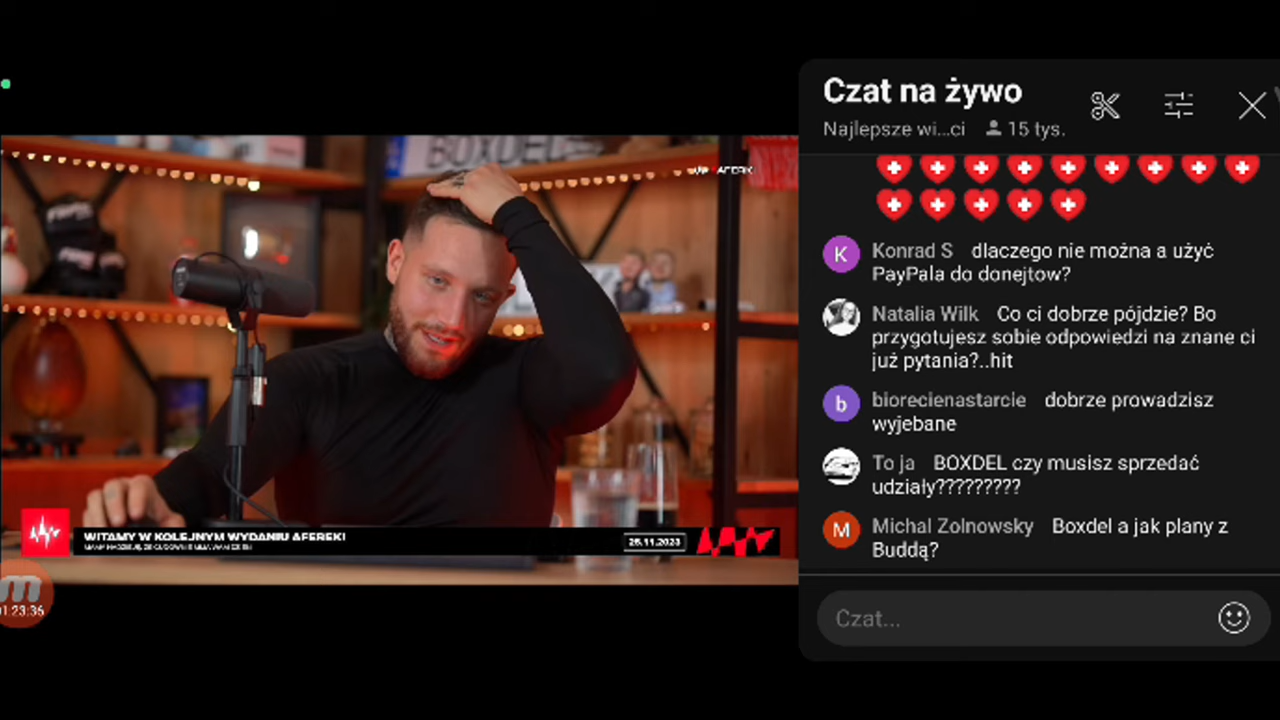 Czat na żywo
Najlepsze wi...ci 15 tys.
K Konrad S dlaczego nie można a użyć
PayPala do donejtow?
Natalia Wilk Co ci dobrze pójdzie? Bo
przygotujesz sobie odpowiedzi na znane ci
już pytania?..hit
b biorecienastarcie dobrze prowadzisz
wyjebane
To ja BOXDEL czy musisz sprzedać
udziały?????????
M Michal Zolnowsky Boxdel a jak plany z
Buddą?
Czat...
BOXDEL
AFERKI
WITAMY W KOLEJNYM WYDANIU AFEREK!
25.11.2023
m
01:23:36